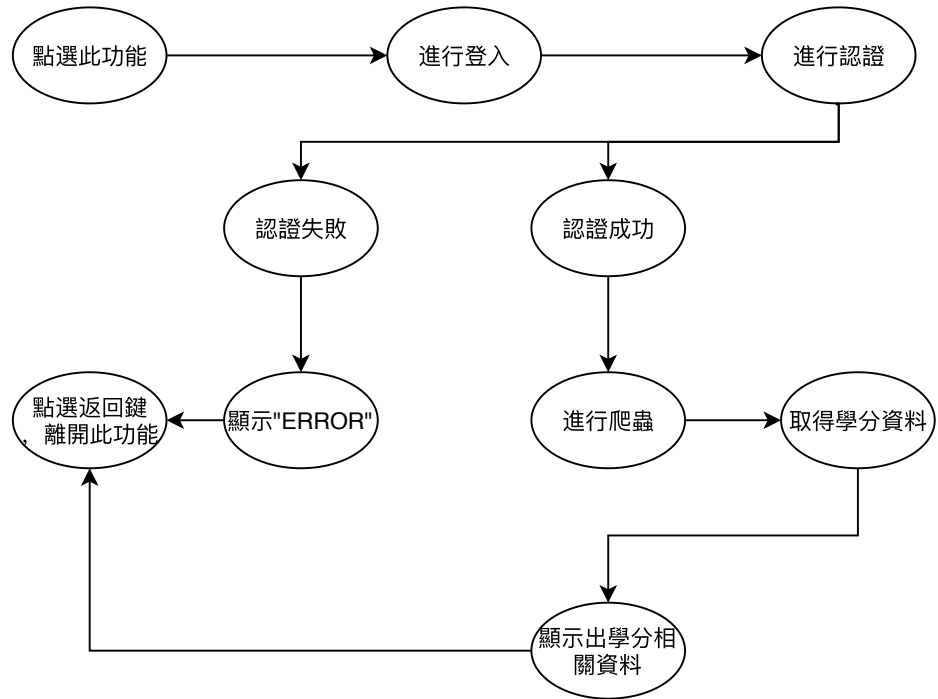 點選此功能
進行登入
進行認證
認證失敗
認證成功
點選返回鍵
，離開此功能
顯示"ERROR"
進行爬蟲
取得學分資料
顯示出學分相
關資料